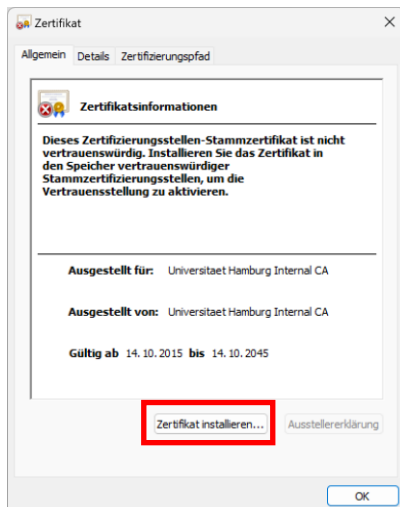 Zertifikat
Allgemein Details Zertifizierungspfad
Zertifikatsinformationen
Dieses Zertifizierungsstellen-Stammzertifikat ist nicht
vertrauenswürdig. Installieren Sie das Zertifikat in
den Speicher vertrauenswürdiger
Stammzertifizierungsstellen, um die
Vertrauensstellung zu aktivieren.
Ausgestellt für: Universitaet Hamburg Internal CA
Ausgestellt von: Universitaet Hamburg Internal CA
Gültig ab 14.10.2015 bis 14.10.2045
Zertifikat installieren... Ausstellererklärung
OK